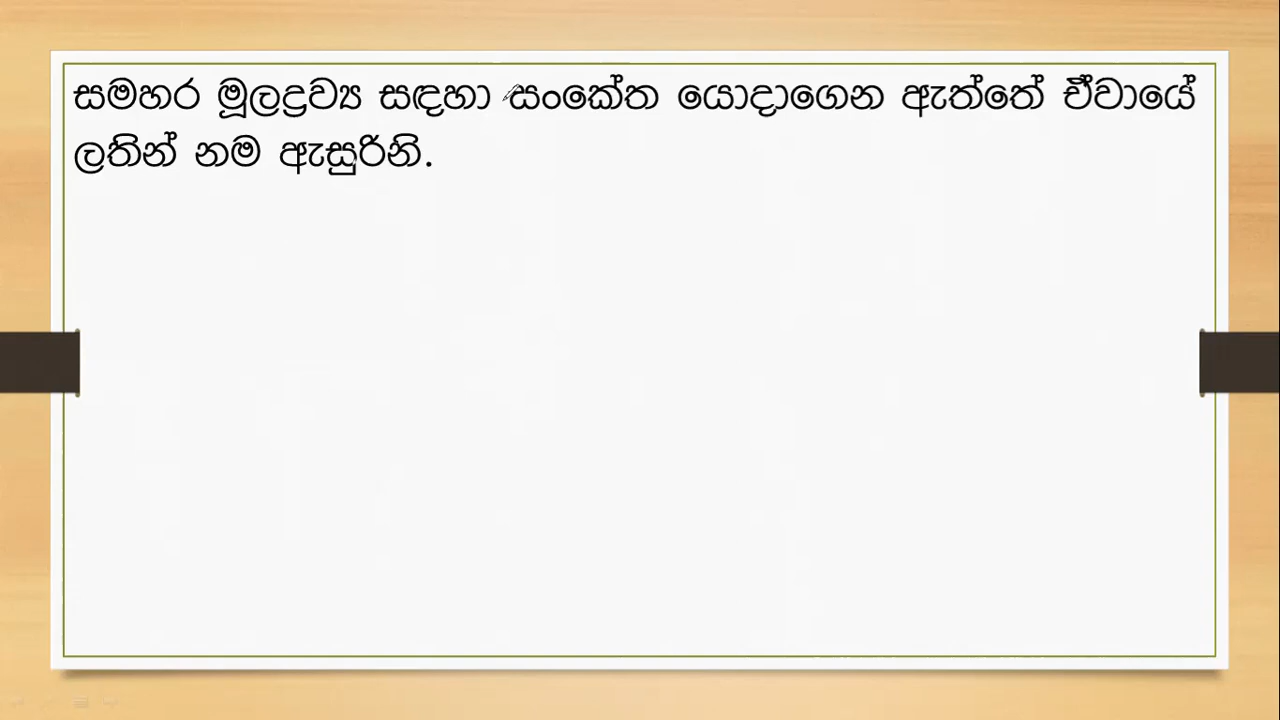 සමහර මූලද්‍රව්‍ය සඳහා සංකේත යොදාගෙන ඇත්තේ ඒවායේ
ලතින් නම ඇසුරිනි.